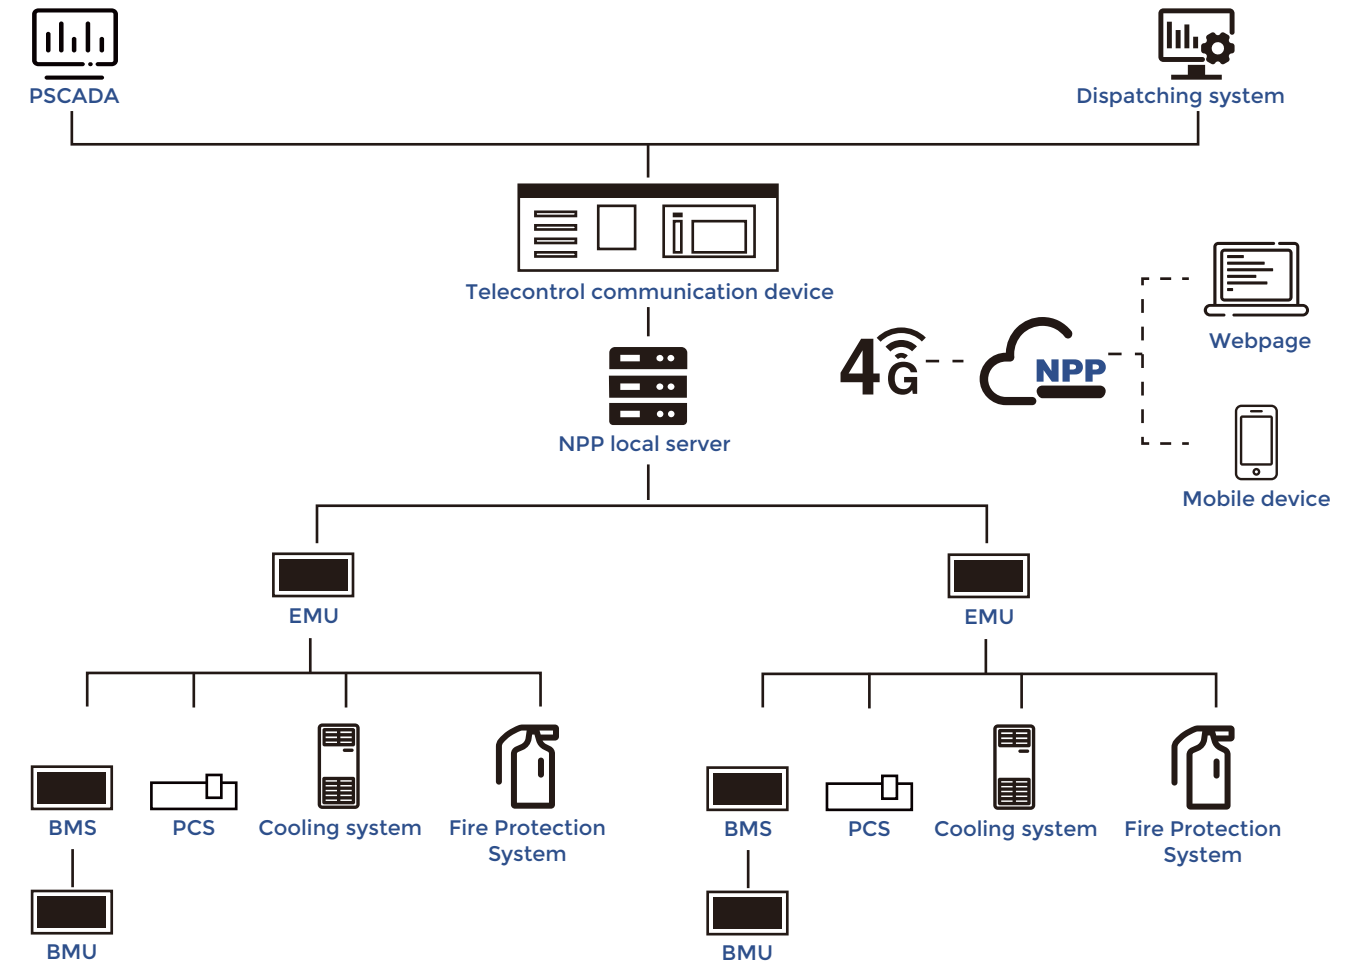 PSCADA
Dispatching system
Telecontrol communication device
4G
NPP
Webpage
NPP local server
Mobile device
EMU
EMU
BMS
PCS
Cooling system
Fire Protection
System
BMS
PCS
Cooling system
Fire Protection
System
BMU
BMU